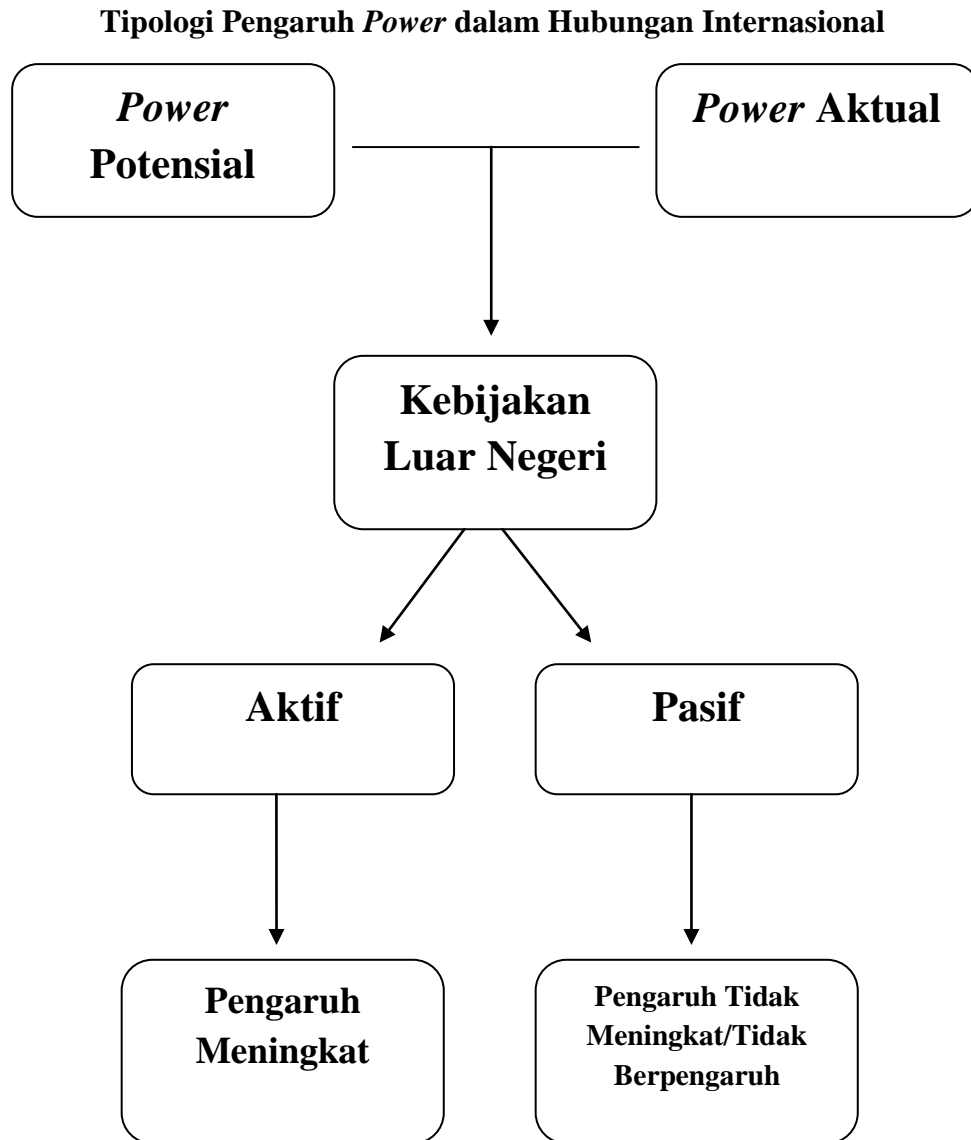 Tipologi Pengaruh Power dalam Hubungan Internasional
Power
Potensial
Power Aktual
Kebijakan
Luar Negeri
Aktif
Pasif
Pengaruh
Meningkat
Pengaruh Tidak
Meningkat/Tidak
Berpengaruh